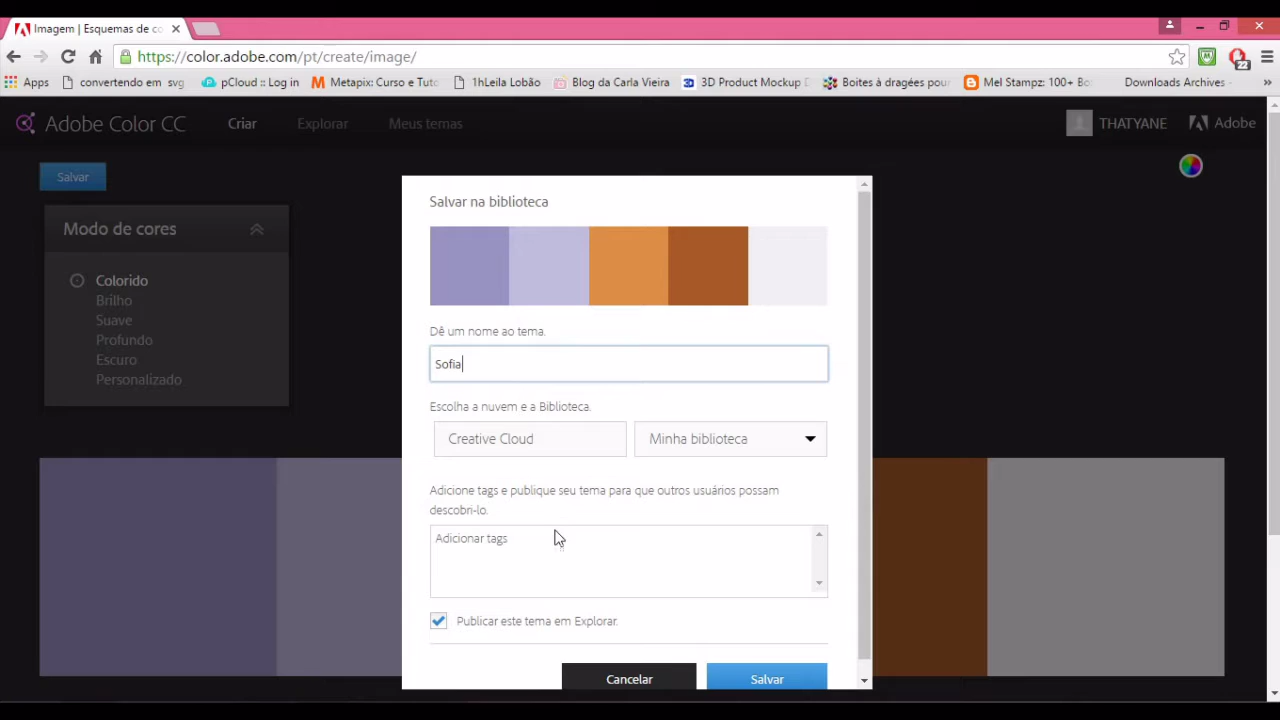 Imagem | Esquemas de co
https://color.adobe.com/pt/create/image/
22
Apps convertendo em svg pCloud :: Log in Metapix: Curso e Tuto 1hLeila Lobão Blog da Carla Vieira 3D Product Mockup D Boites à dragées pour Mel Stampz: 100+ Bo Downloads Archives
Adobe Color CC Criar Explorar Meus temas THATYANE Adobe
Salvar
Modo de cores
Colorido
Brilho
Suave
Profundo
Escuro
Personalizado
Salvar na biblioteca
Dê um nome ao tema.
Sofia
Escolha a nuvem e a Biblioteca.
Creative Cloud Minha biblioteca
Adicione tags e publique seu tema para que outros usuários possam
descobri-lo.
Adicionar tags
Publicar este tema em Explorar.
Cancelar Salvar